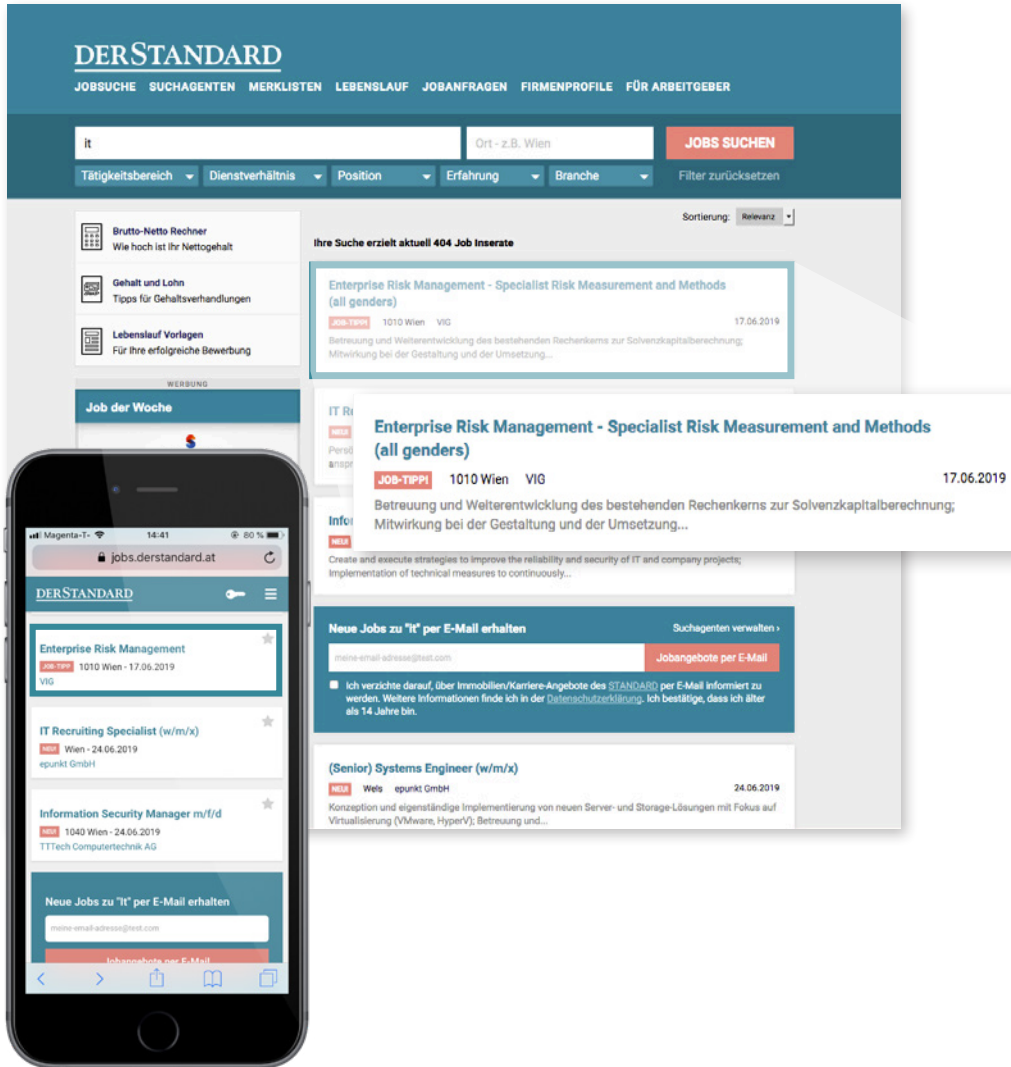 DERSTANDARD
JOBSUCHE SUCHAGENTEN MERKLISTEN LEBENSLAUF JOBANFRAGEN FIRMENPROFILE FÜR ARBEITGEBER
it
Ort - z.B. Wien
JOBS SUCHEN
Tätigkeitsbereich Dienstverhältnis Position Erfahrung Branche Filter zurücksetzen
Sortierung: Relevanz
Brutto-Netto Rechner
Wie hoch ist Ihr Nettogehalt
Gehalt und Lohn
Tipps für Gehaltsverhandlungen
Lebenslauf Vorlagen
Für Ihre erfolgreiche Bewerbung
WERBUNG
Job der Woche
Ihre Suche erzielt aktuell 404 Job Inserate
Enterprise Risk Management - Specialist Risk Measurement and Methods
(all genders)
JOB-TIPP! 1010 Wien VIG 17.06.2019
Betreuung und Weiterentwicklung des bestehenden Rechenkerns zur Solvenzkapitalberechnung;
Mitwirkung bei der Gestaltung und der Umsetzung...
IT
NEU!
Enterprise Risk Management - Specialist Risk Measurement and Methods
(all genders)
JOB-TIPP! 1010 Wien VIG 17.06.2019
Betreuung und Weiterentwicklung des bestehenden Rechenkerns zur Solvenzkapitalberechnung;
Mitwirkung bei der Gestaltung und der Umsetzung...
Infor
NEU!
Create and execute strategies to improve the reliability and security of IT and company projects;
Implementation of technical measures to continuously...
Neue Jobs zu "it" per E-Mail erhalten
Suchagenten verwalten ›
meine-email-adresse@test.com
Jobangebote per E-Mail
Ich verzichte darauf, über Immobilien/Karriere-Angebote des STANDARD per E-Mail informiert zu
werden. Weitere Informationen finde ich in der Datenschutzerklärung. Ich bestätige, dass ich älter
als 14 Jahre bin.
(Senior) Systems Engineer (w/m/x)
NEU! Wels epunkt GmbH 24.06.2019
Konzeption und eigenständige Implementierung von neuen Server- und Storage-Lösungen mit Fokus auf
Virtualisierung (VMware, HyperV); Betreuung und...
Magenta-T- 14:41 80 %
jobs.derstandard.at
DERSTANDARD
Enterprise Risk Management
JOB-TIPP! 1010 Wien - 17.06.2019
VIG
IT Recruiting Specialist (w/m/x)
NEU! Wien - 24.06.2019
epunkt GmbH
Information Security Manager m/f/d
NEU! 1040 Wien - 24.06.2019
TTTech Computertechnik AG
Neue Jobs zu "it" per E-Mail erhalten
meine-email-adresse@test.com
Jobangebote per E-Mail